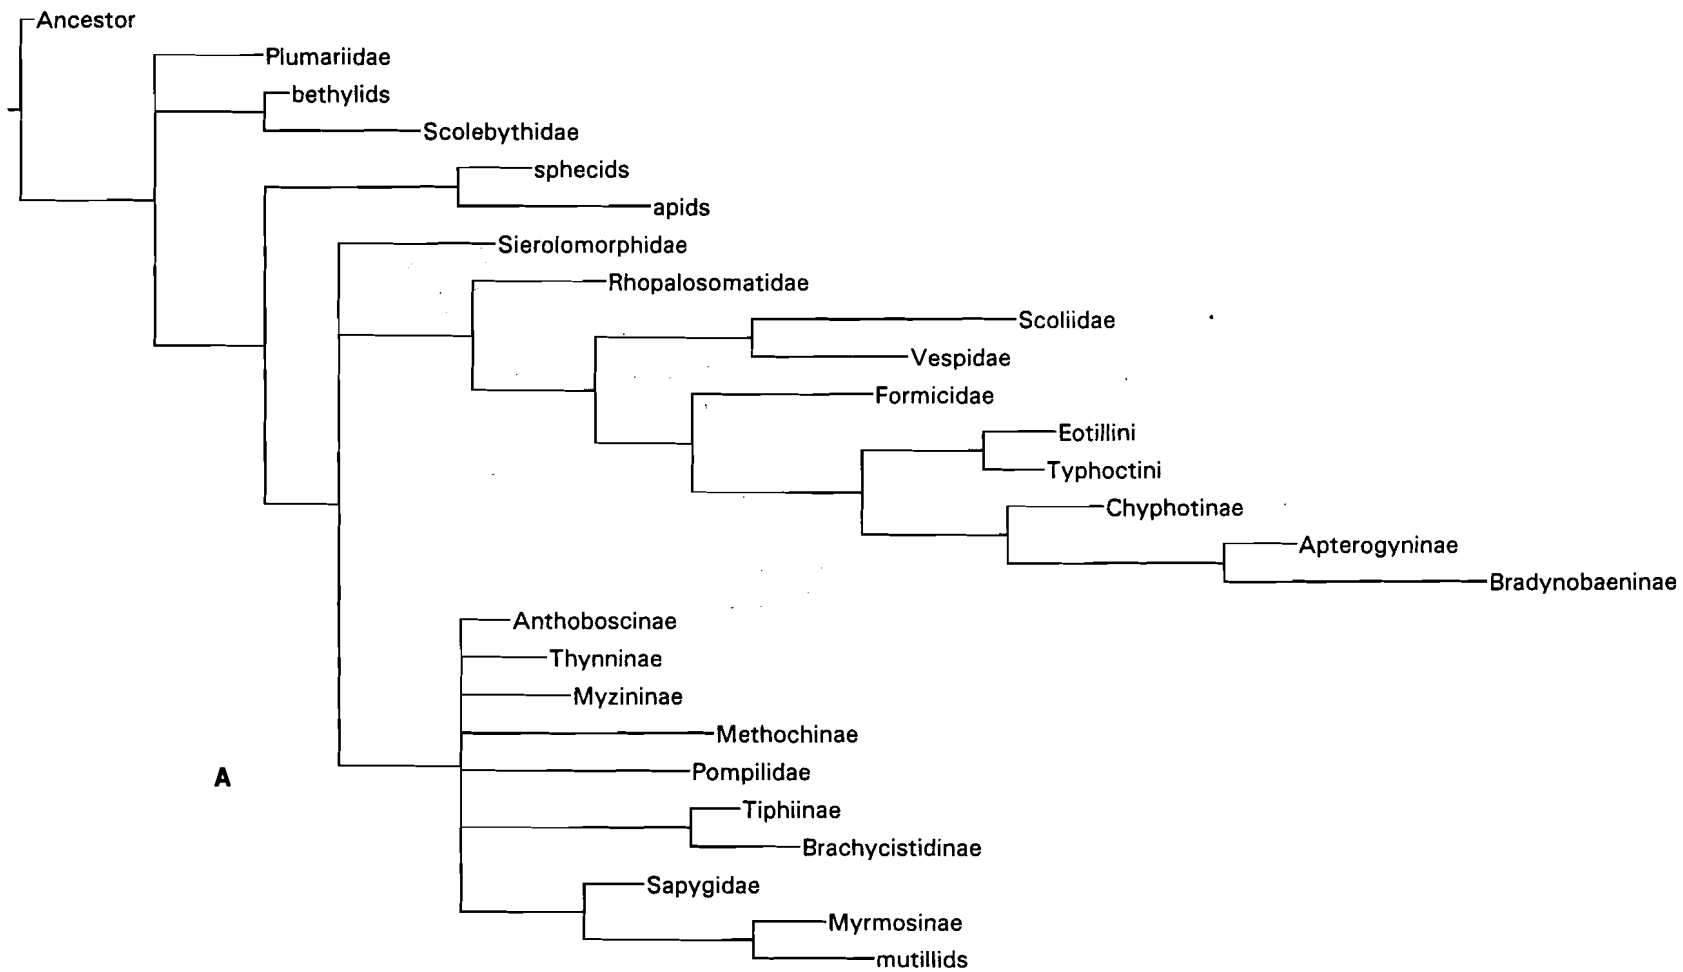 Ancestor
Plumariidae
bethylids
Scolebythidae
sphecids
apids
Sierolomorphidae
Rhopalosomatidae
Scoliidae
Vespidae
Formicidae
Eotillini
Typhoctini
Chyphotinae
Apterogyninae
Bradynobaeninae
Anthoboscinae
Thynninae
Myzininae
Methochinae
Pompilidae
A
Tiphiinae
Brachycistidinae
Sapygidae
Myrmosinae
mutillids